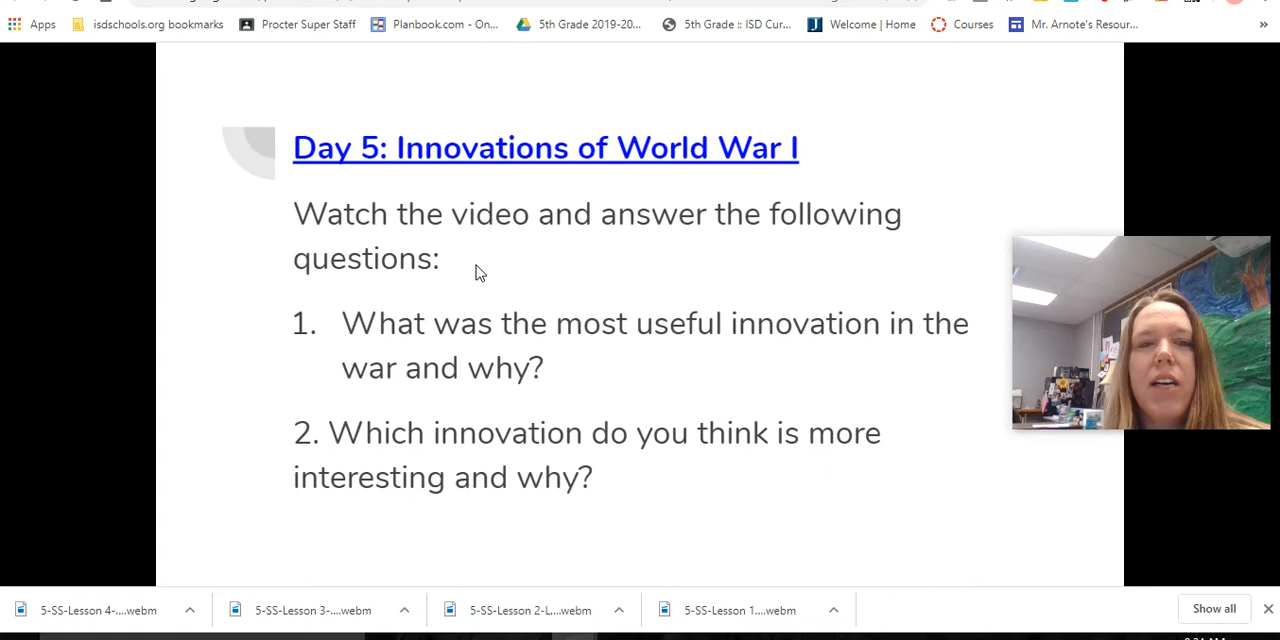 Apps isdschools.org bookmarks Procter Super Staff Planbook.com - On... 5th Grade 2019-20... 5th Grade :: ISD Cur... Welcome | Home Courses Mr. Arnote's Resour... »
Day 5: Innovations of World War I
Watch the video and answer the following
questions:
1. What was the most useful innovation in the
war and why?
2. Which innovation do you think is more
interesting and why?
5-SS-Lesson 4-....webm 5-SS-Lesson 3-....webm 5-SS-Lesson 2-L....webm 5-SS-Lesson 1....webm Show all